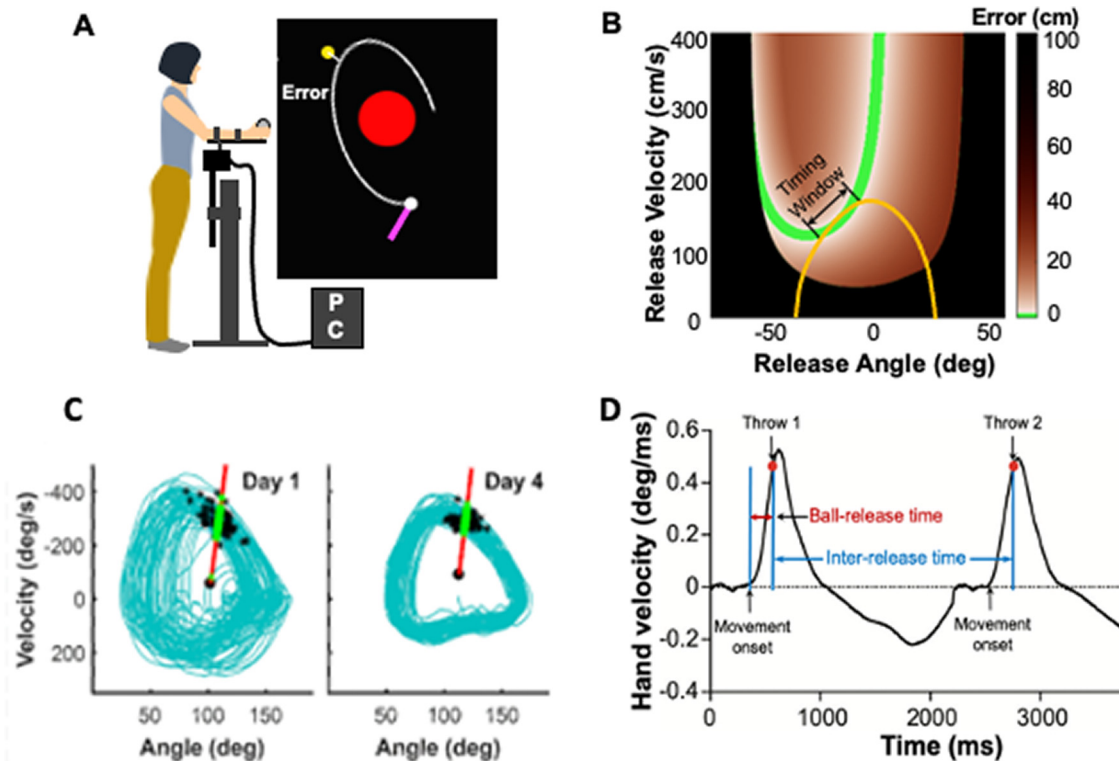 A
Error
P
C
B
Error (cm)
Release Velocity (cm/s)
400
300
200
100
0
Timing
Window
-50
0
50
Release Angle (deg)
100
80
60
40
20
0
C
Velocity (deg/s)
-400
-200
0
200
Day 1
Day 4
50
100
150
50
100
150
Angle (deg)
Angle (deg)
D
Hand velocity (deg/ms)
0.6
0.4
0.2
0
-0.2
-0.4
Throw 1
Throw 2
Ball-release time
Inter-release time
Movement
onset
Movement
onset
0
1000
2000
3000
Time (ms)